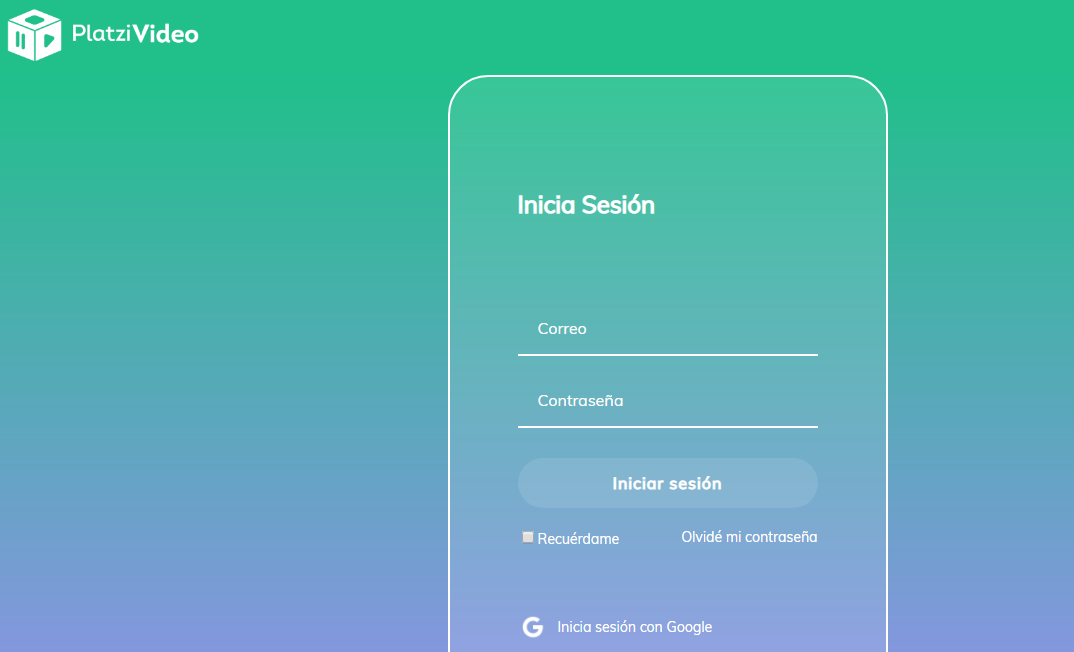 PlatziVideo
Inicia Sesión
Correo
Contraseña
Iniciar sesión
Recuérdame Olvidé mi contraseña
Inicia sesión con Google